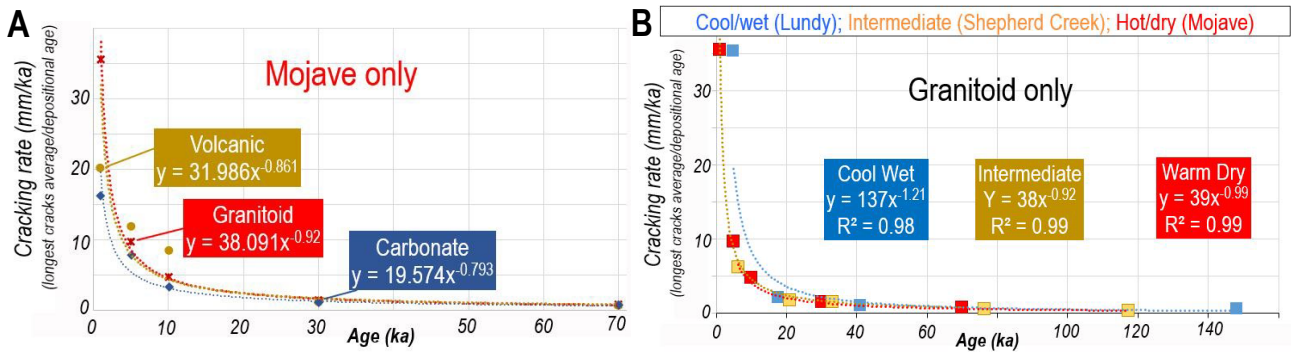 A
Mojave only
Cracking rate (mm/ka)
(longest cracks average/depositional age)
30
20
10
0
Volcanic
y = 31.986x-0.861
Granitoid
y = 38.091x-0.92
Carbonate
y = 19.574x-0.793
0 10 20 30 40 50 60 70
Age (ka)
B
Cool/wet (Lundy); Intermediate (Shepherd Creek); Hot/dry (Mojave)
Granitoid only
Cracking rate (mm/ka)
(longest cracks average/depositional age)
30
20
10
0
Cool Wet
y = 137x-1.21
R² = 0.98
Intermediate
Y = 38x-0.92
R² = 0.99
Warm Dry
y = 39x-0.99
R² = 0.99
0 20 40 60 80 100 120 140
Age (ka)